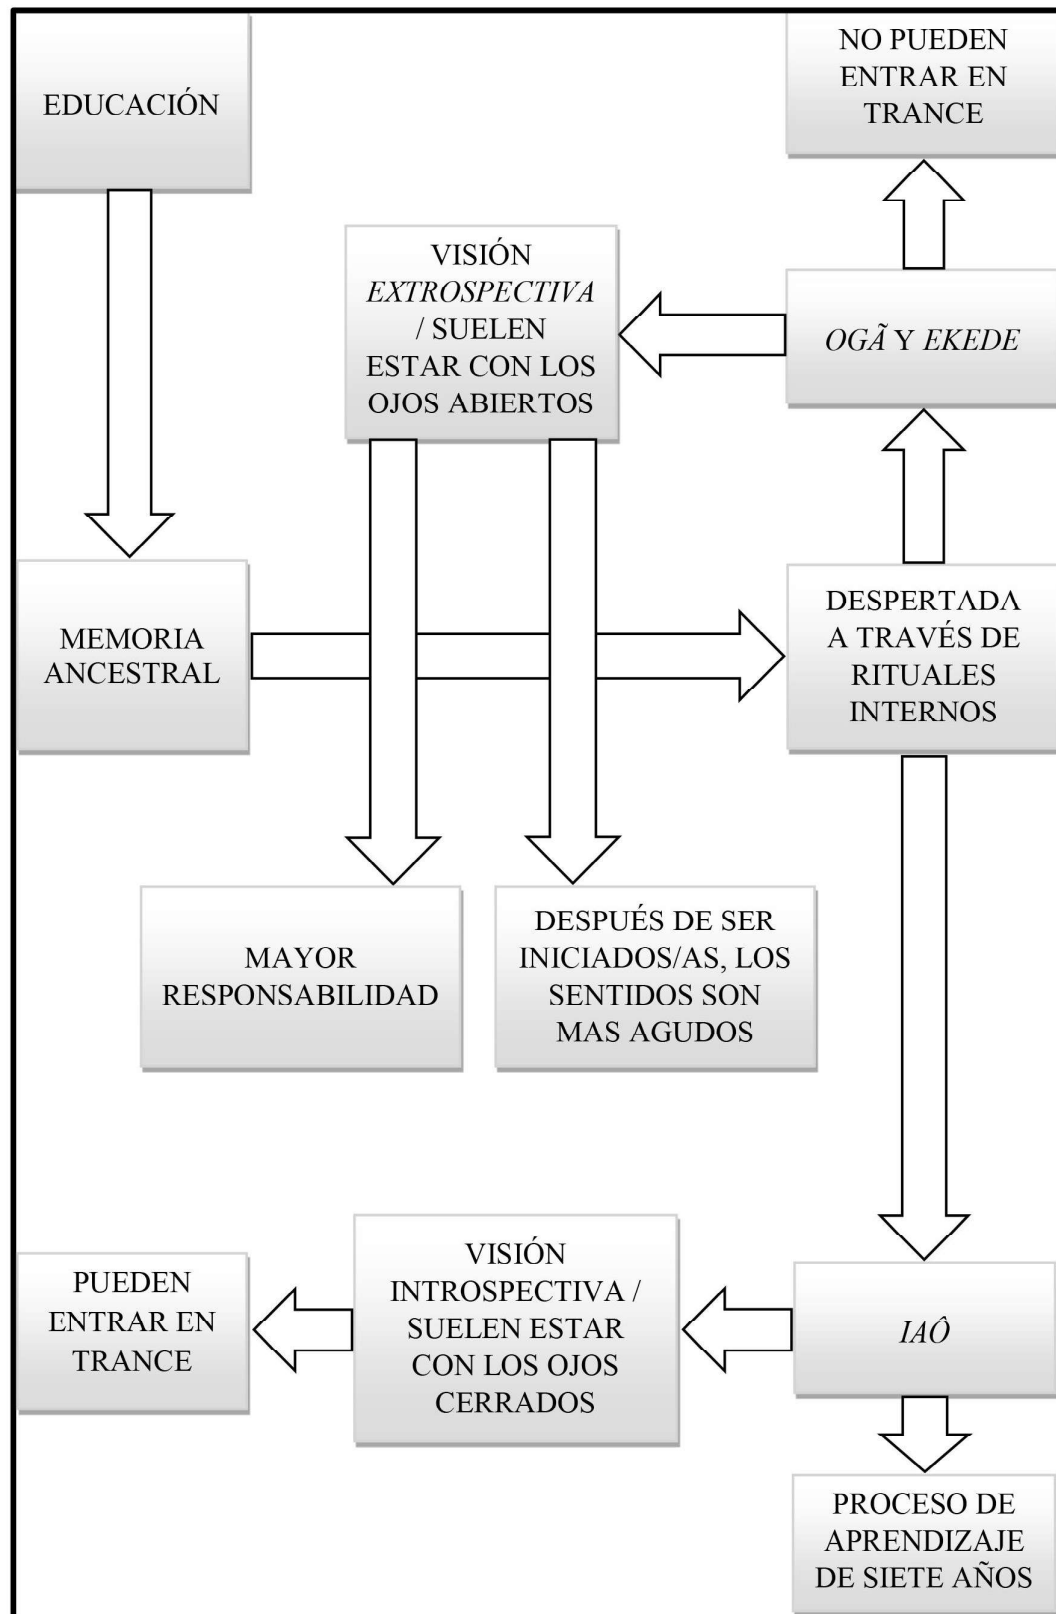 EDUCACIÓN
NO PUEDEN
ENTRAR EN
TRANCE
VISIÓN
EXTROSPECTIVA
/ SUELEN
ESTAR CON LOS
OJOS ABIERTOS
OGÃ Y EKEDE
MEMORIA
ANCESTRAL
DESPERTADA
A TRAVÉS DE
RITUALES
INTERNOS
MAYOR
RESPONSABILIDAD
DESPUÉS DE SER
INICIADOS/AS, LOS
SENTIDOS SON
MAS AGUDOS
PUEDEN
ENTRAR EN
TRANCE
VISIÓN
INTROSPECTIVA /
SUELEN ESTAR
CON LOS OJOS
CERRADOS
IAÔ
PROCESO DE
APRENDIZAJE
DE SIETE AÑOS